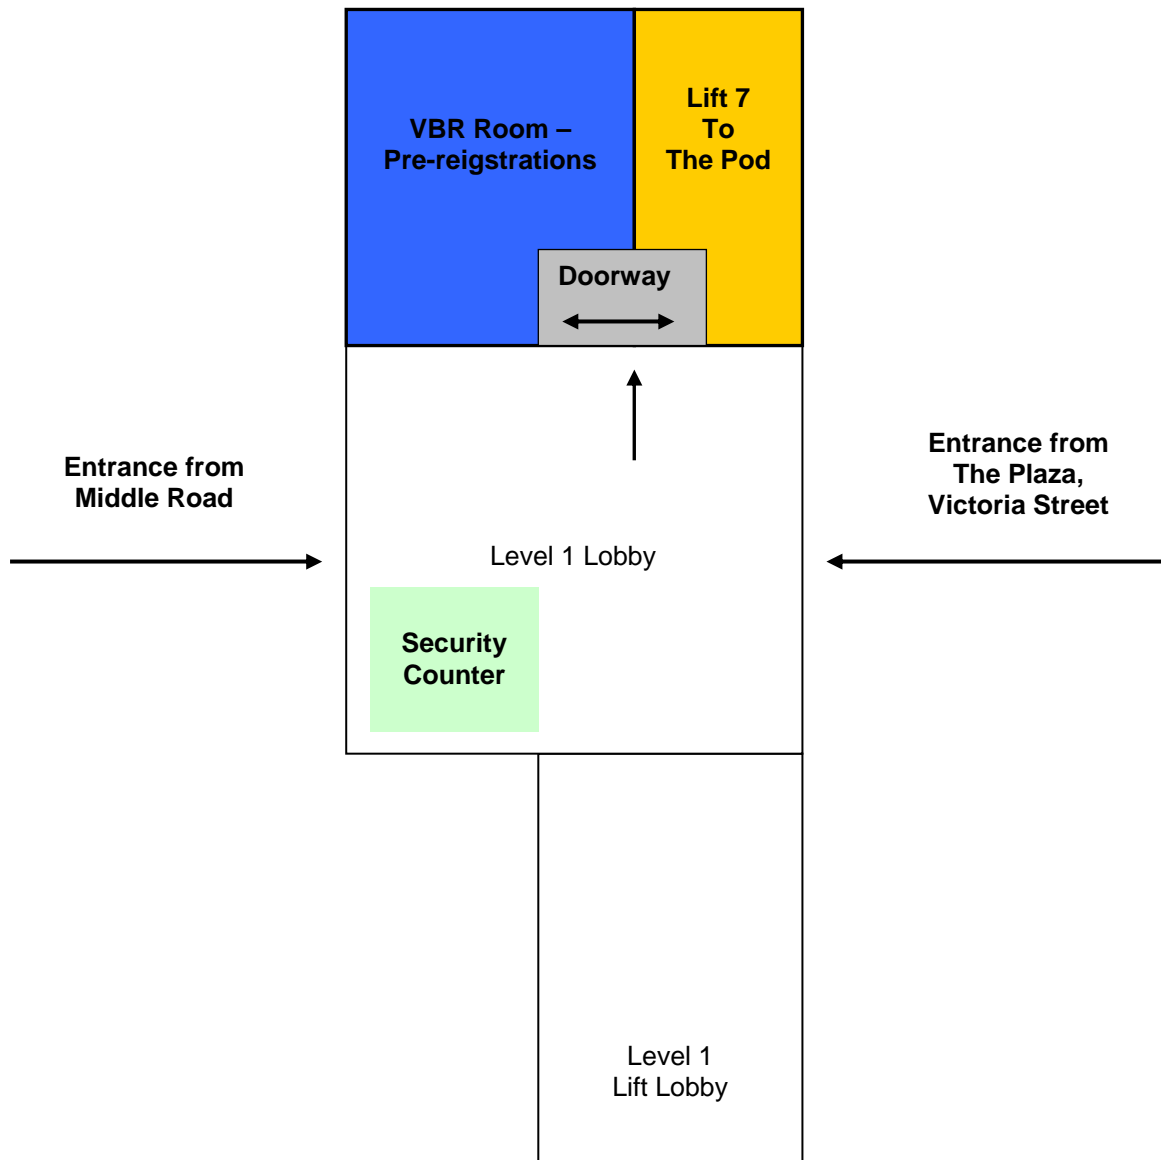 VBR Room –
Pre-reigstrations
Lift 7
To
The Pod
Doorway
Entrance from
Middle Road
Entrance from
The Plaza,
Victoria Street
Level 1 Lobby
Security
Counter
Level 1
Lift Lobby